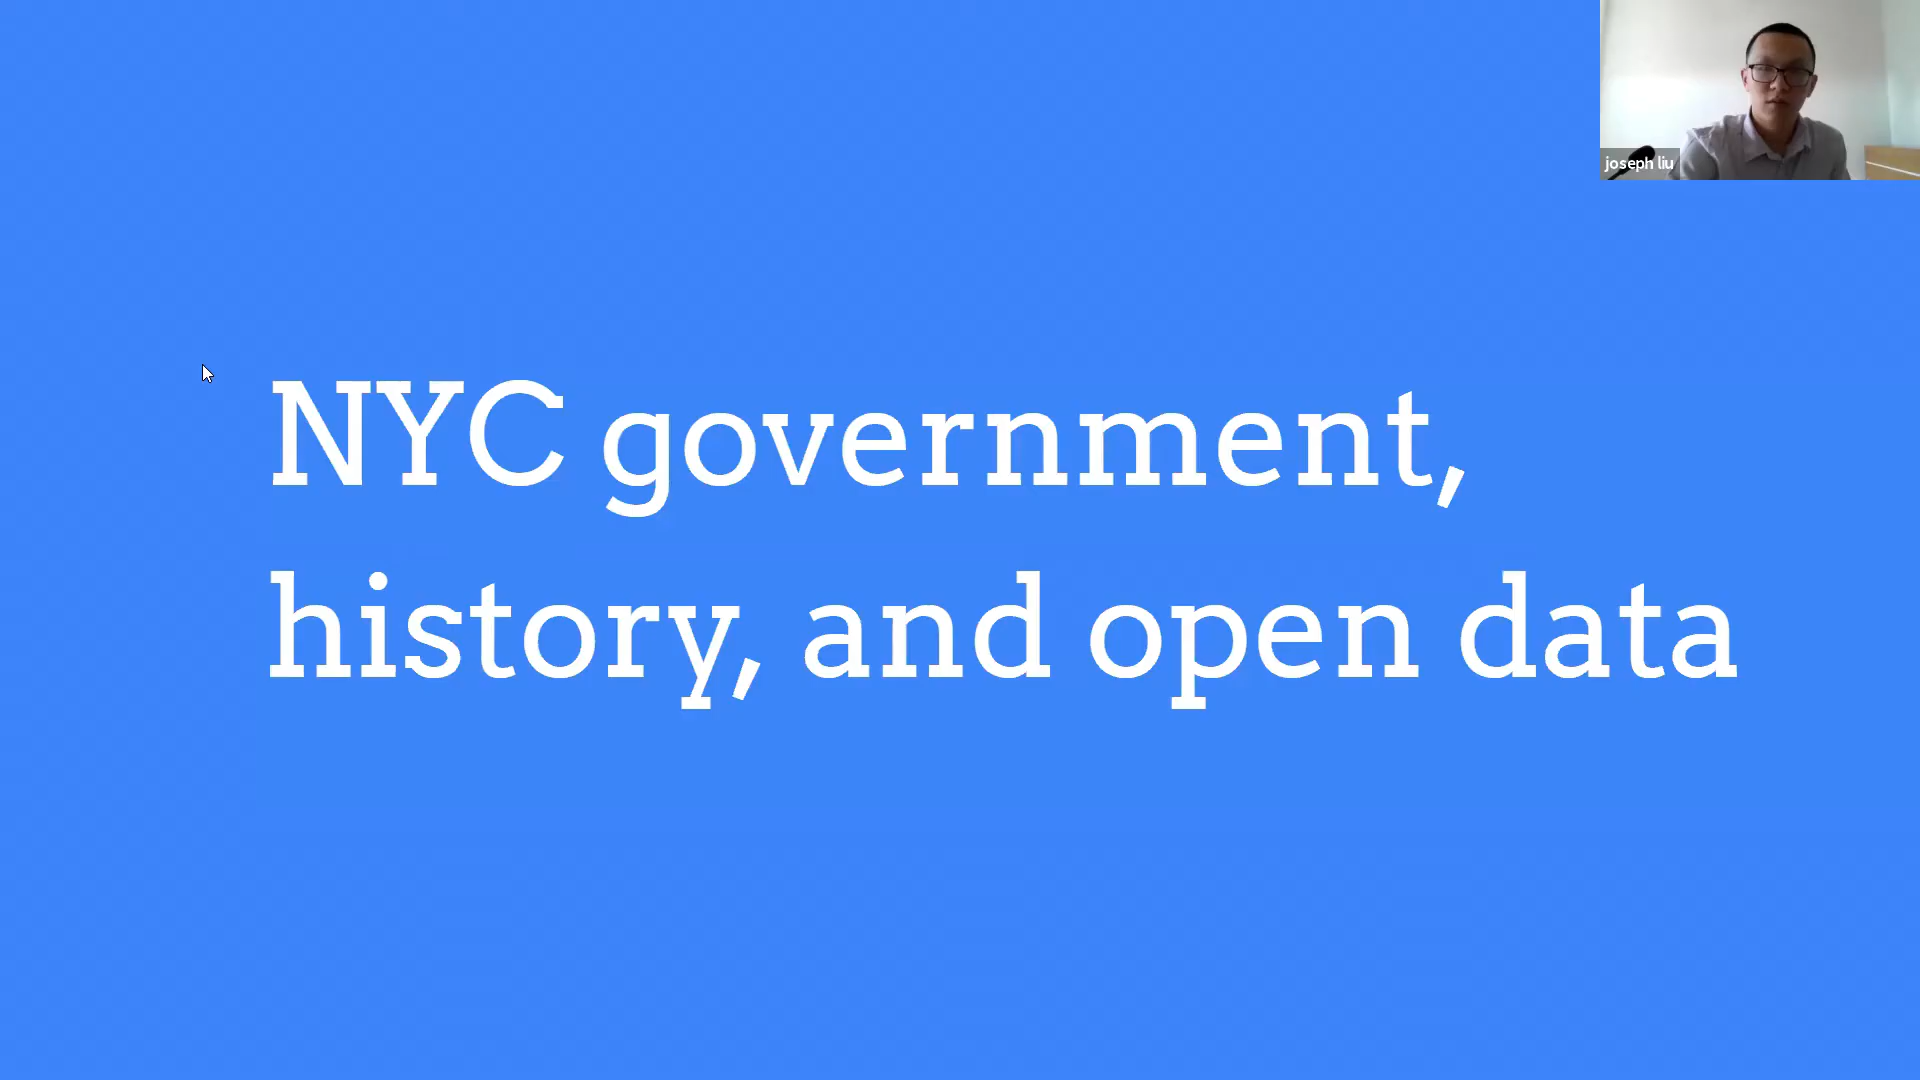 joseph liu
NYC government,
history, and open data